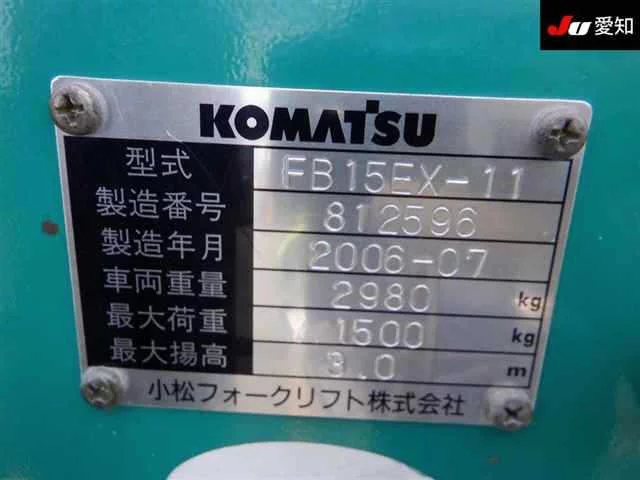 JU愛知
KOMATSU
型式 FB15EX-11
製造番号 812596
製造年月 2006-07
車両重量 2980 kg
最大荷重 1500 kg
最大揚高 3.0 m
小松フォークリフト株式会社